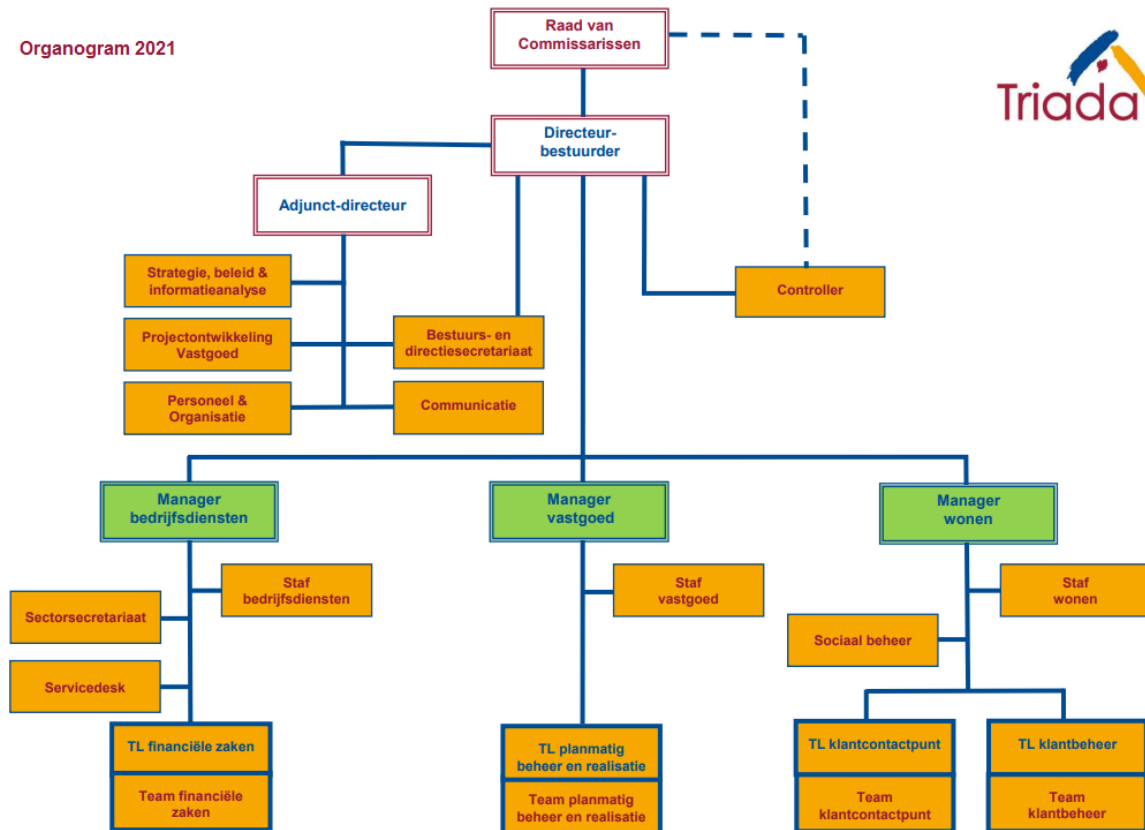 Raad van
Commissarissen
Organogram 2021
Triada
Directeur-
bestuurder
Adjunct-directeur
Strategie, beleid &
informatieanalyse
Controller
Projectontwikkeling
Vastgoed
Bestuurs- en
directiesecretariaat
Personeel &
Organisatie
Communicatie
Manager
bedrijfsdiensten
Manager
vastgoed
Manager
wonen
Staf
bedrijfsdiensten
Staf
vastgoed
Staf
wonen
Sectorsecretariaat
Sociaal beheer
Servicedesk
TL financiële zaken
TL planmatig
beheer en realisatie
TL klantcontactpunt
TL klantbeheer
Team financiële
zaken
Team planmatig
beheer en realisatie
Team
klantcontactpunt
Team
klantbeheer